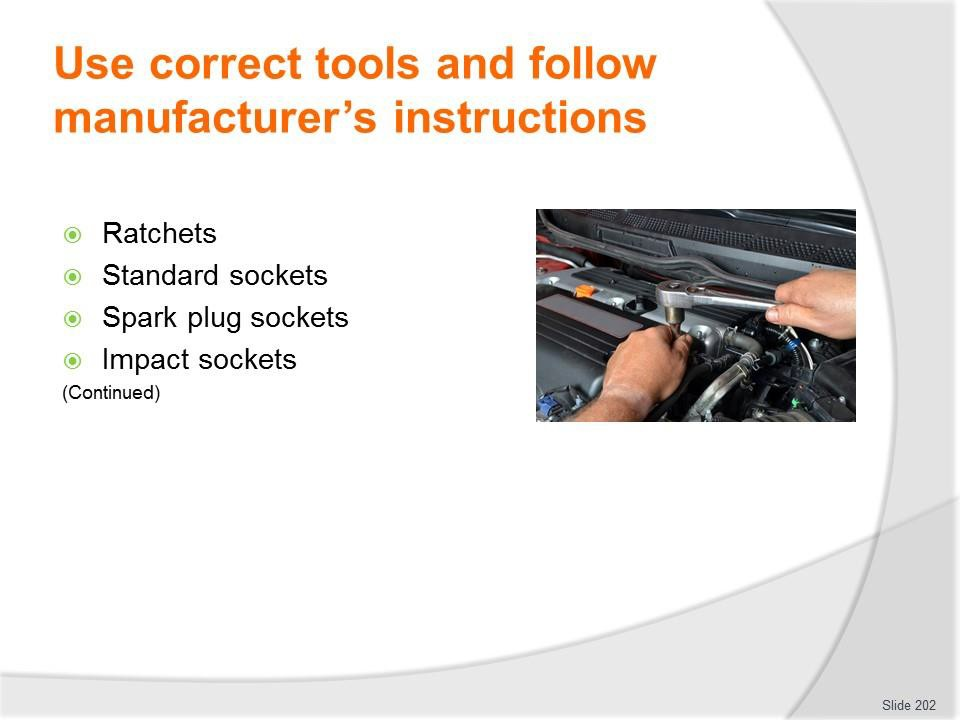 Use correct tools and follow
manufacturer’s instructions
Ratchets
Standard sockets
Spark plug sockets
Impact sockets
(Continued)
Slide 202